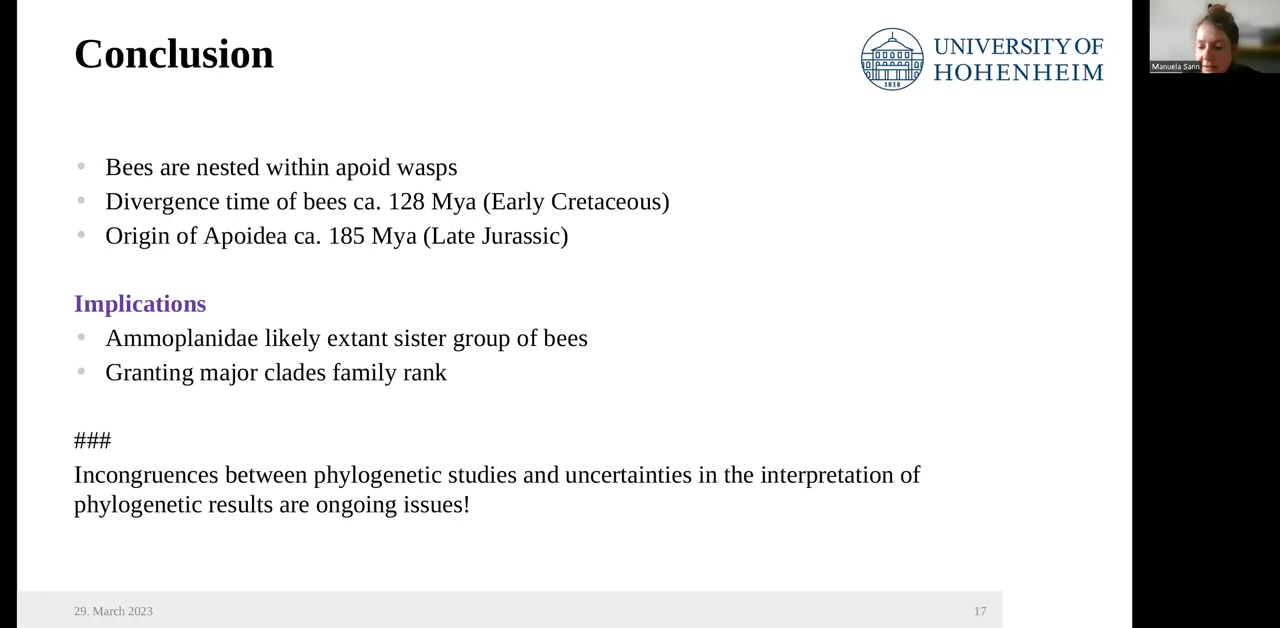 Conclusion
UNIVERSITY OF
HOHENHEIM
1818
Manuela Sann
Bees are nested within apoid wasps
Divergence time of bees ca. 128 Mya (Early Cretaceous)
Origin of Apoidea ca. 185 Mya (Late Jurassic)
Implications
Ammoplanidae likely extant sister group of bees
Granting major clades family rank
###
Incongruences between phylogenetic studies and uncertainties in the interpretation of
phylogenetic results are ongoing issues!
29. March 2023
17